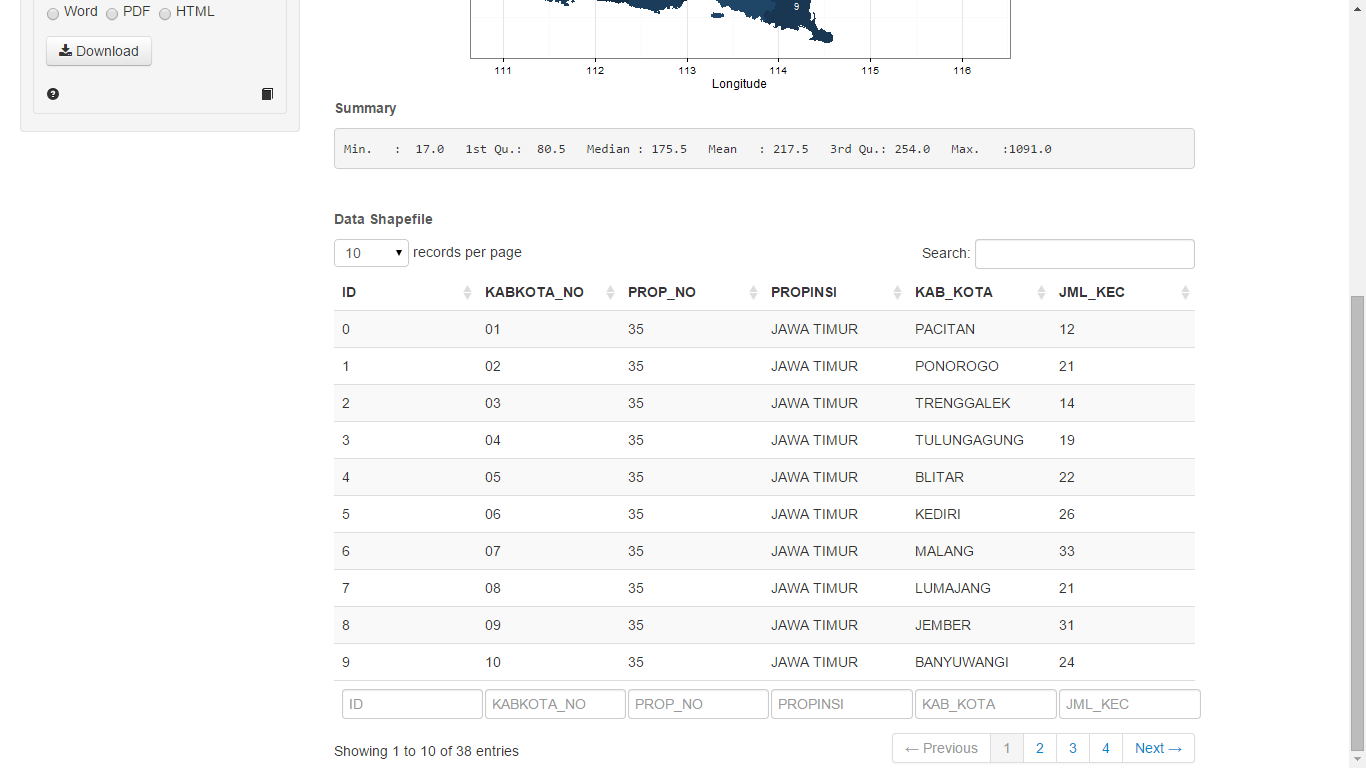 Word PDF HTML
Download
9
111 112 113 114 115 116
Longitude
Summary
Min. : 17.0 1st Qu.: 80.5 Median : 175.5 Mean : 217.5 3rd Qu.: 254.0 Max. :1091.0
Data Shapefile
10 records per page Search:
ID KABKOTA_NO PROP_NO PROPINSI KAB_KOTA JML_KEC
0 01 35 JAWA TIMUR PACITAN 12
1 02 35 JAWA TIMUR PONOROGO 21
2 03 35 JAWA TIMUR TRENGGALEK 14
3 04 35 JAWA TIMUR TULUNGAGUNG 19
4 05 35 JAWA TIMUR BLITAR 22
5 06 35 JAWA TIMUR KEDIRI 26
6 07 35 JAWA TIMUR MALANG 33
7 08 35 JAWA TIMUR LUMAJANG 21
8 09 35 JAWA TIMUR JEMBER 31
9 10 35 JAWA TIMUR BANYUWANGI 24
ID KABKOTA_NO PROP_NO PROPINSI KAB_KOTA JML_KEC
Showing 1 to 10 of 38 entries ← Previous 1 2 3 4 Next →